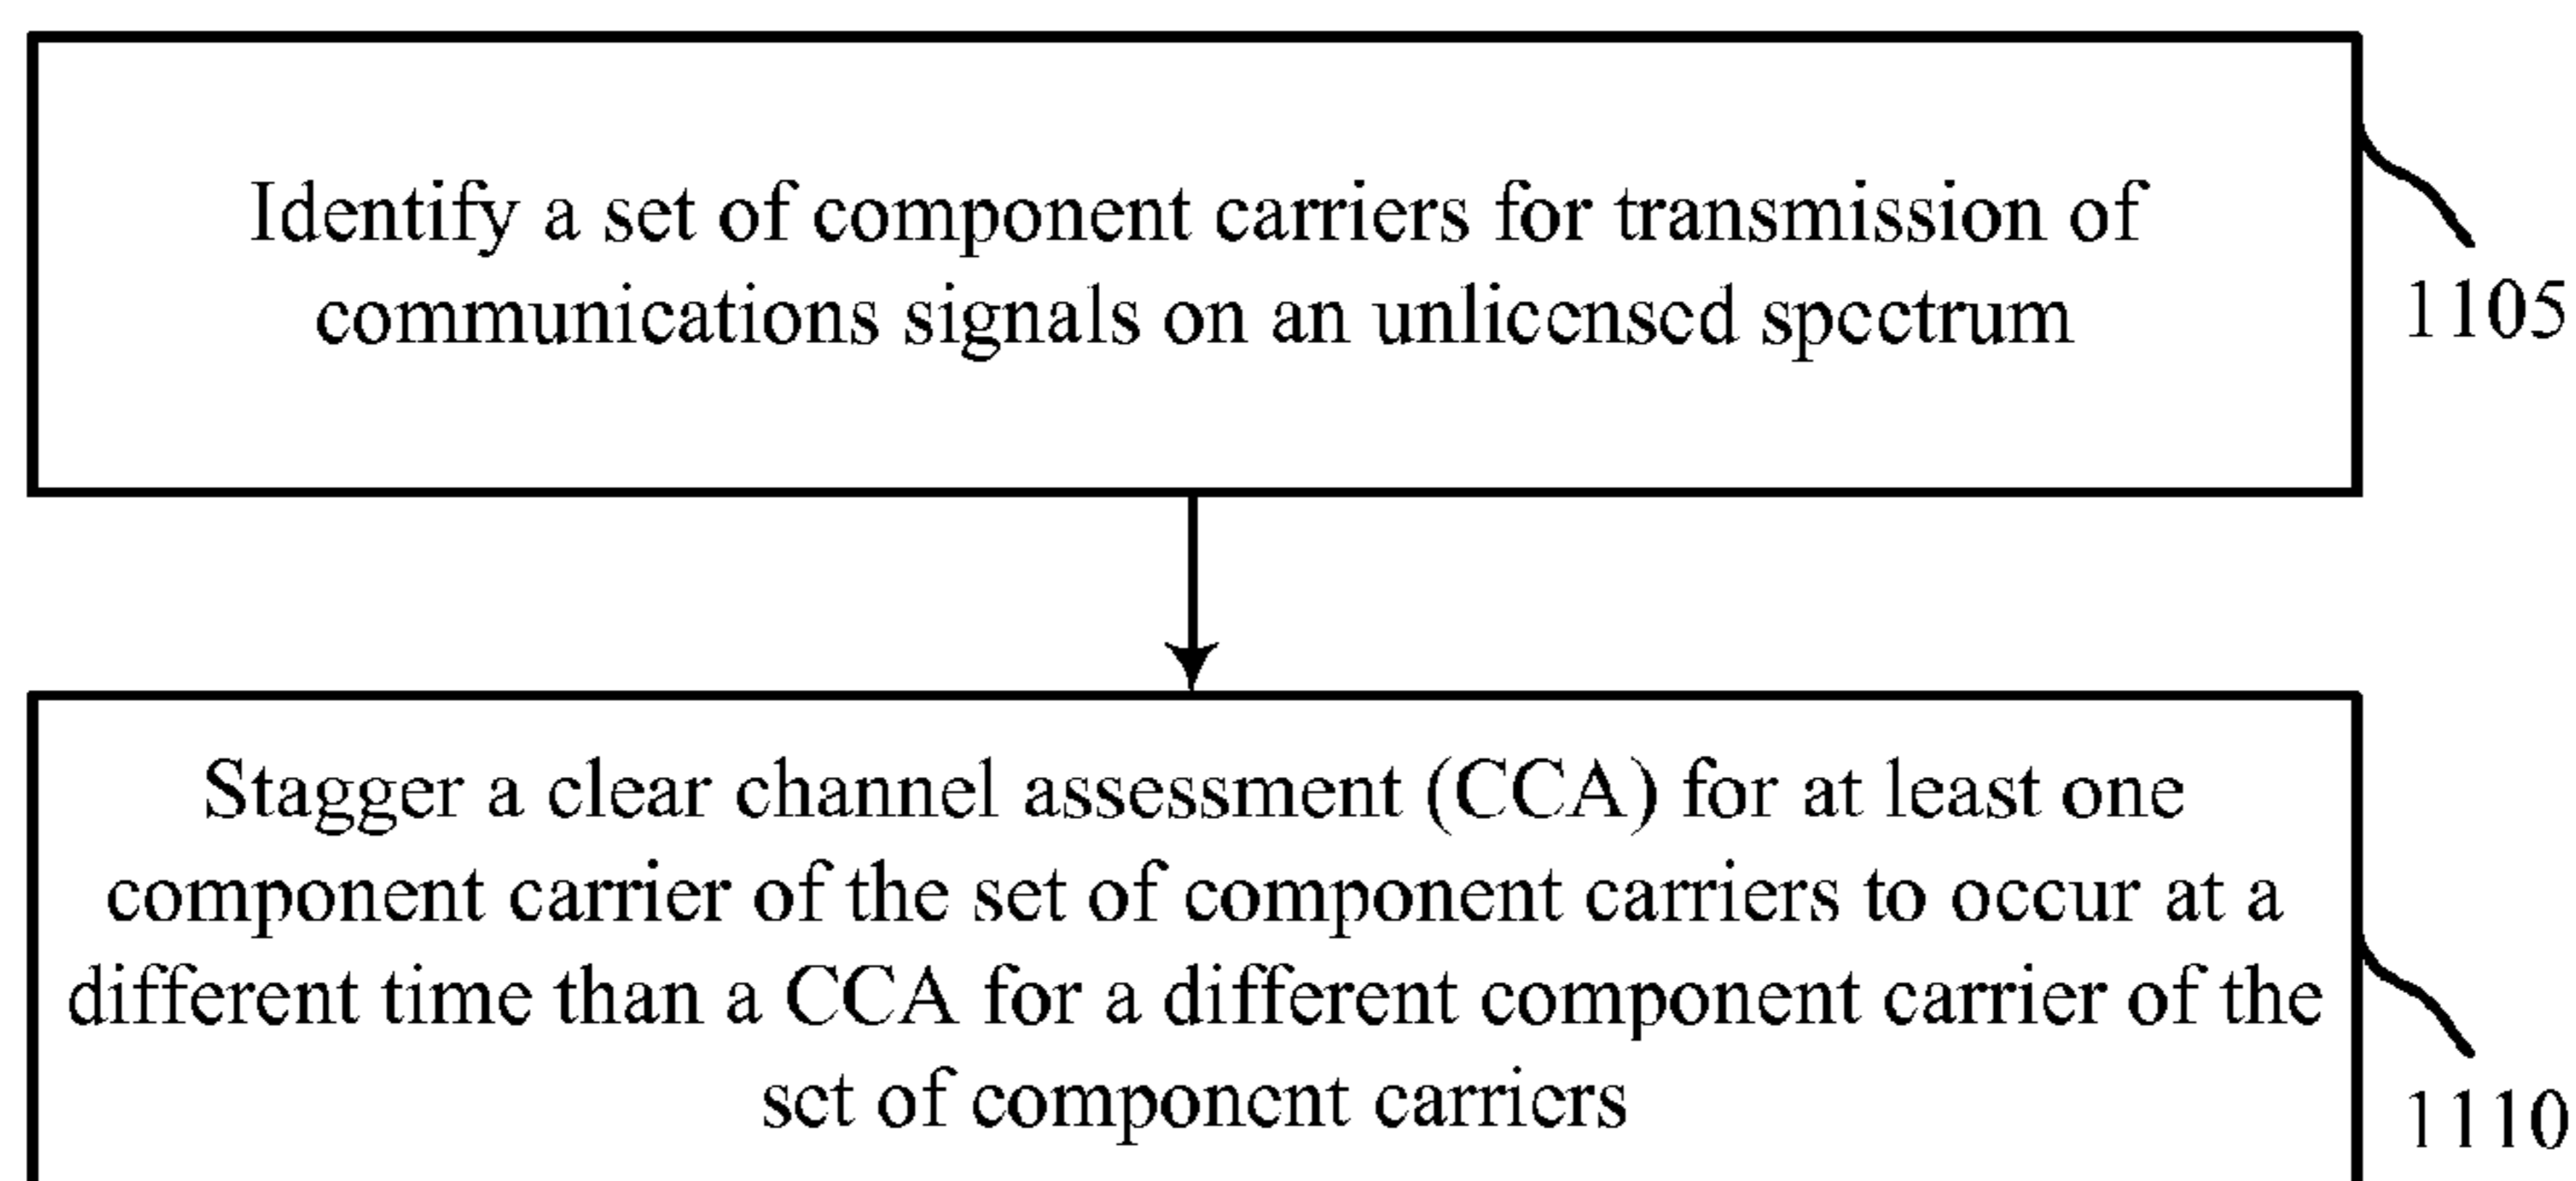 Identify a set of component carriers for transmission of
communications signals on an unlicensed spectrum
1105
Stagger a clear channel assessment (CCA) for at least one
component carrier of the set of component carriers to occur at a
different time than a CCA for a different component carrier of the
set of component carriers
1110